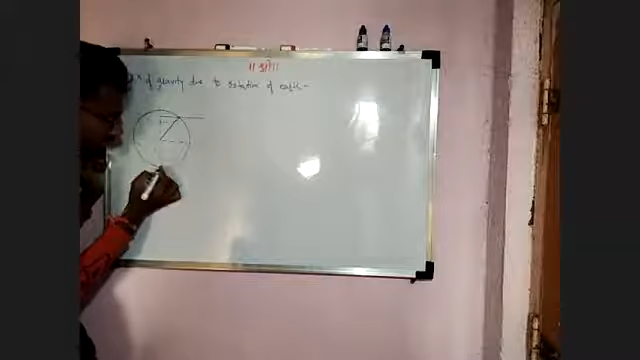 ॥ श्री ॥
of gravity due to rotation of earth -